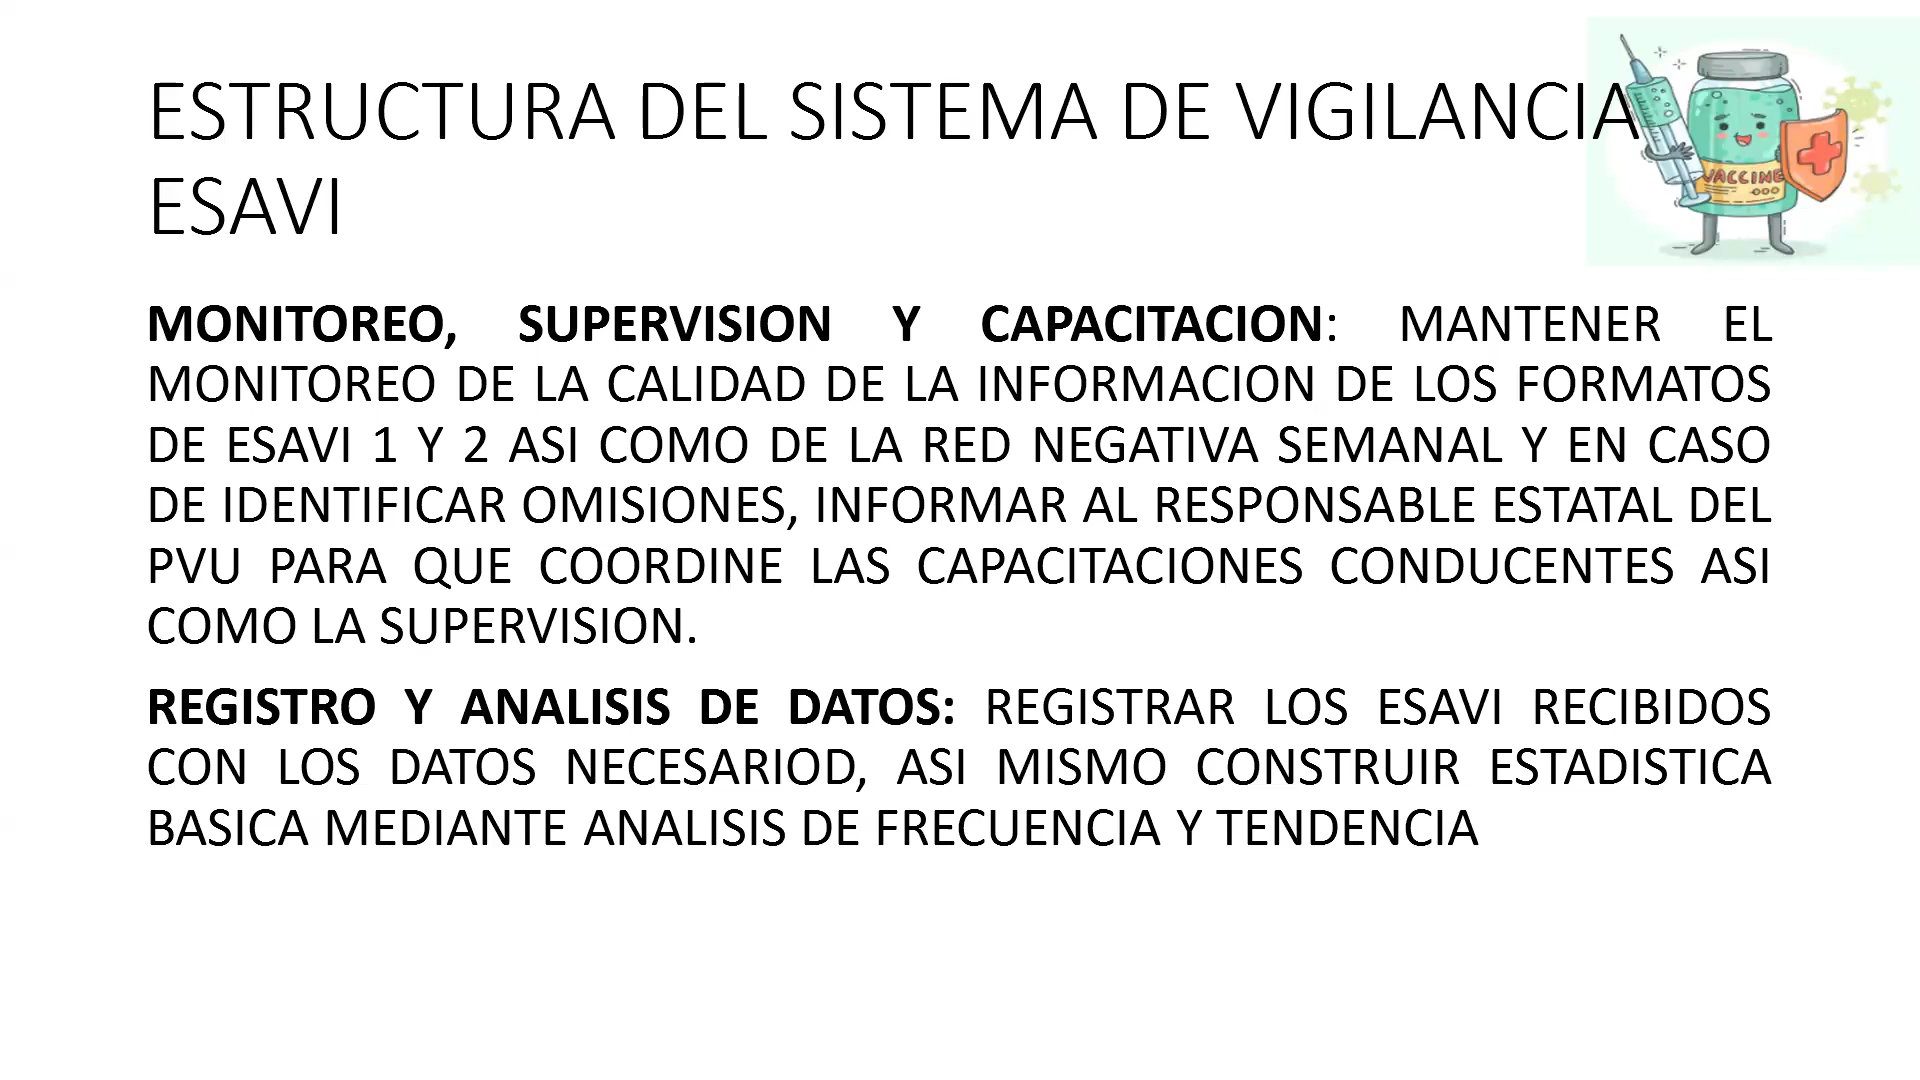 ESTRUCTURA DEL SISTEMA DE VIGILANCIA
ESAVI
VACCINE
MONITOREO, SUPERVISION Y CAPACITACION: MANTENER EL
MONITOREO DE LA CALIDAD DE LA INFORMACION DE LOS FORMATOS
DE ESAVI 1 Y 2 ASI COMO DE LA RED NEGATIVA SEMANAL Y EN CASO
DE IDENTIFICAR OMISIONES, INFORMAR AL RESPONSABLE ESTATAL DEL
PVU PARA QUE COORDINE LAS CAPACITACIONES CONDUCENTES ASI
COMO LA SUPERVISION.
REGISTRO Y ANALISIS DE DATOS: REGISTRAR LOS ESAVI RECIBIDOS
CON LOS DATOS NECESARIOD, ASI MISMO CONSTRUIR ESTADISTICA
BASICA MEDIANTE ANALISIS DE FRECUENCIA Y TENDENCIA